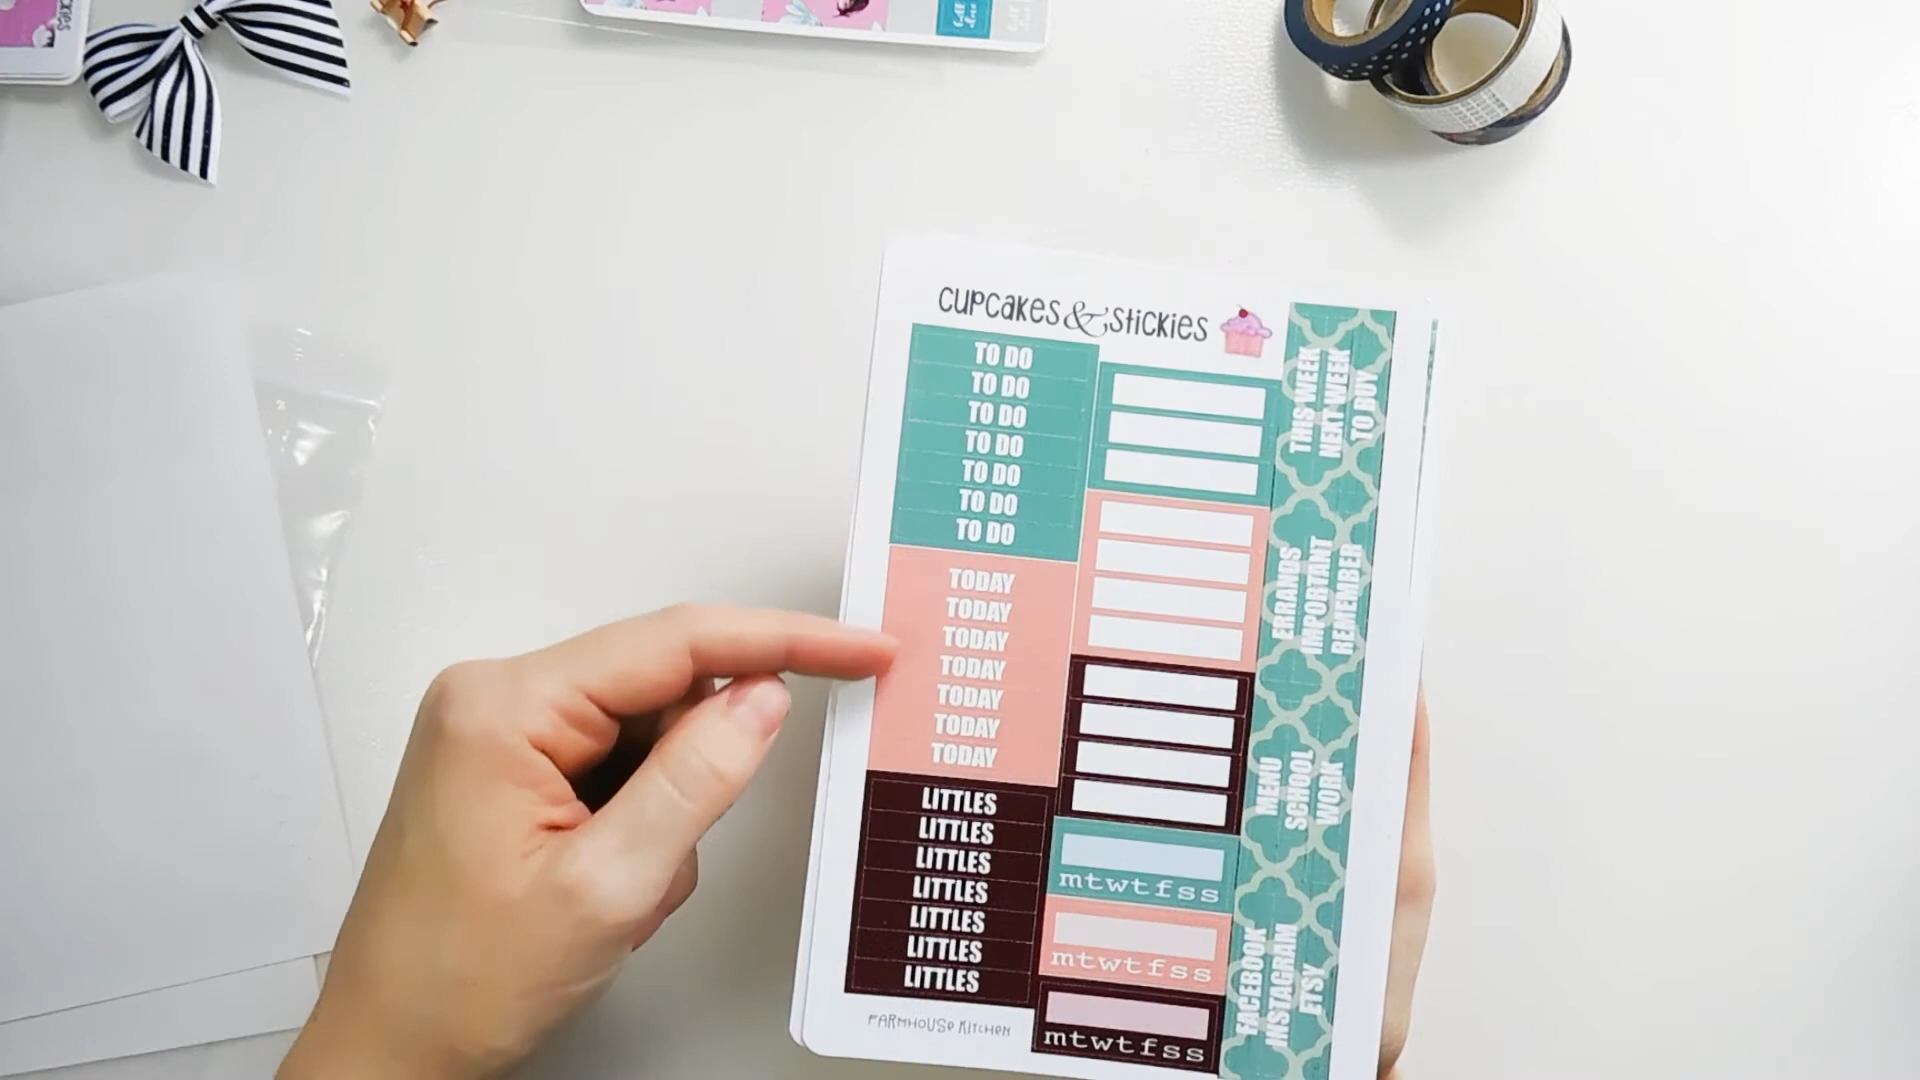 CUPCAKES & STICKIES
TO DO
TO DO
TO DO
TO DO
TO DO
TO DO
TO DO
TODAY
TODAY
TODAY
TODAY
TODAY
TODAY
TODAY
LITTLES
LITTLES
LITTLES
LITTLES
LITTLES
LITTLES
LITTLES
FARMHOUSE KITCHEN
mtwtfss
mtwtfss
mtwtfss
THIS WEEK
NEXT WEEK
TO BUY
ERRANDS
IMPORTANT
REMEMBER
MENU
SCHOOL
WORK
FACEBOOK
INSTAGRAM
ETSY